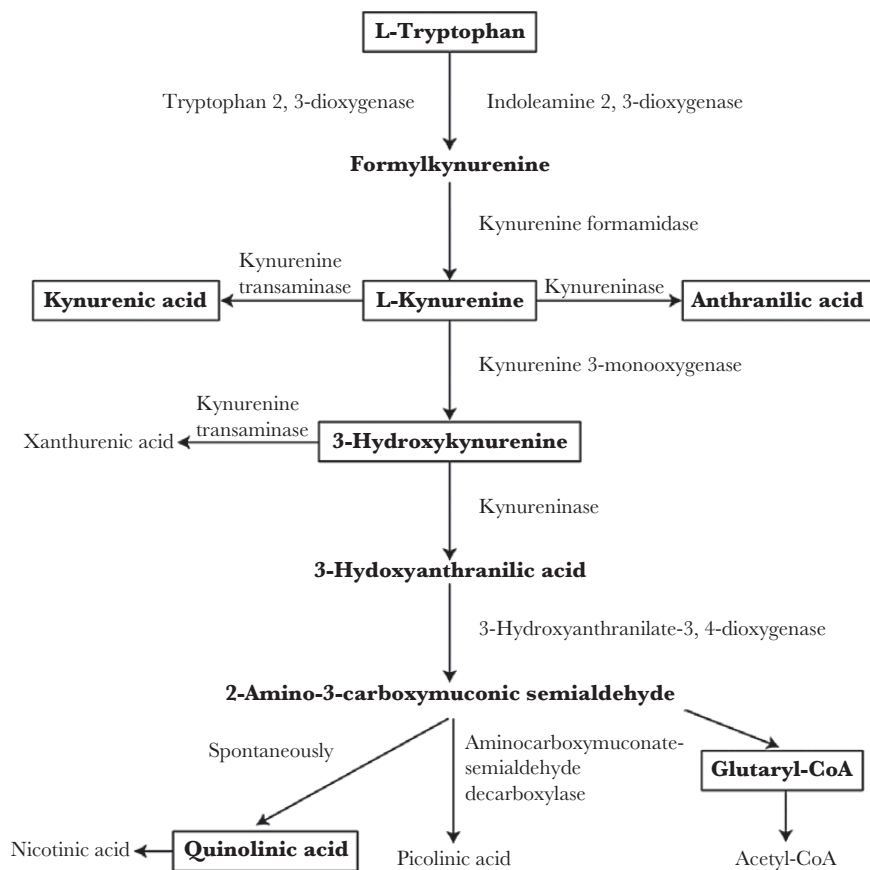 L-Tryptophan
Tryptophan 2, 3-dioxygenase
Indoleamine 2, 3-dioxygenase
Formylkynurenine
Kynurenine formamidase
Kynurenine
transaminase
Kynurenic acid
L-Kynurenine
Kynureninase
Anthranilic acid
Kynurenine 3-monooxygenase
Kynurenine
transaminase
Xanthurenic acid
3-Hydroxykynurenine
Kynureninase
3-Hydoxyanthranilic acid
3-Hydroxyanthranilate-3, 4-dioxygenase
2-Amino-3-carboxymuconic semialdehyde
Spontaneously
Aminocarboxymuconate-
semialdehyde
decarboxylase
Glutaryl-CoA
Nicotinic acid
Quinolinic acid
Picolinic acid
Acetyl-CoA